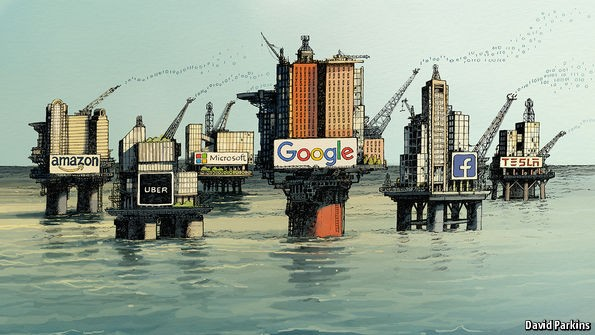 amazon
UBER
Microsoft
Google
f
TESLA
David Parkins